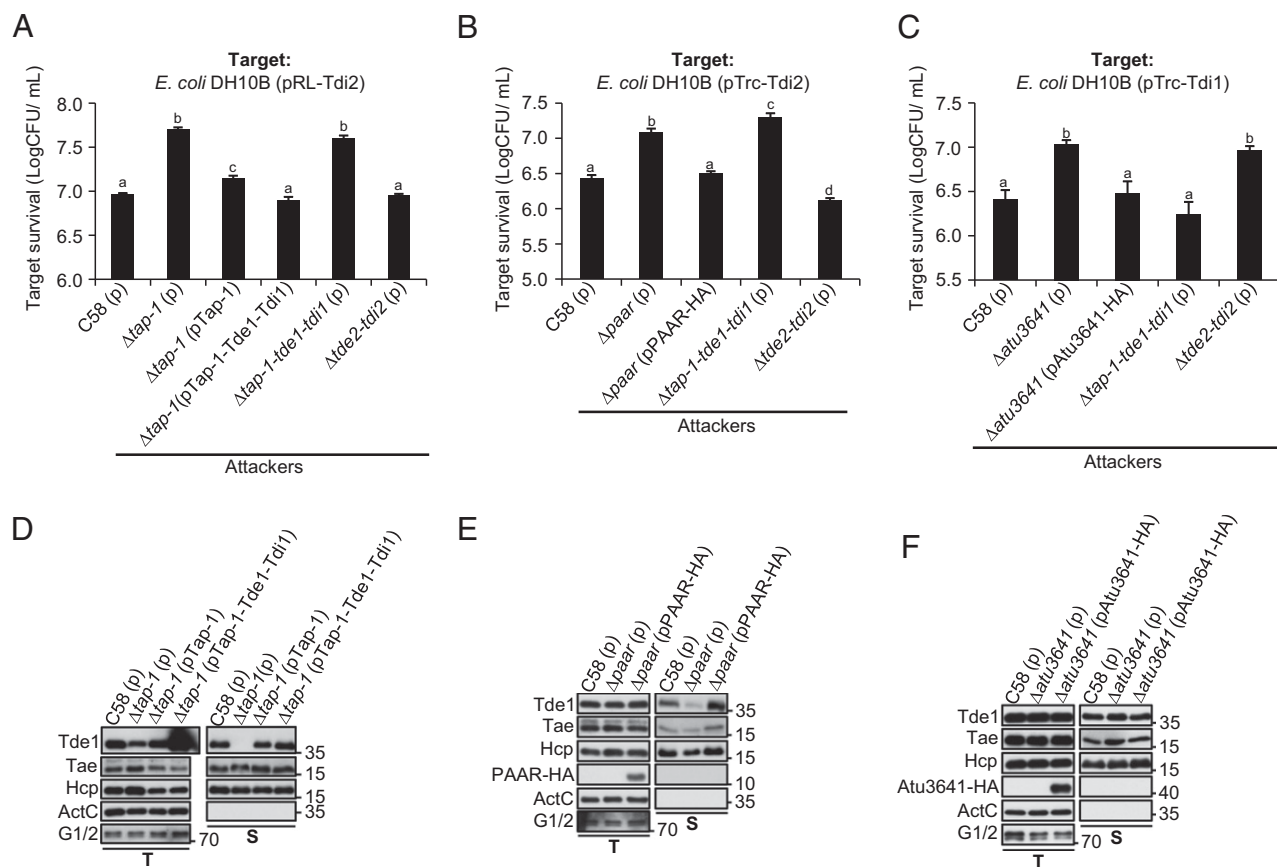 A
Target:
E. coli DH10B (pRL-Tdi2)
Target survival (LogCFU/ mL)
8.0
7.5
7.0
6.5
6.0
a
b
c
a
b
a
C58 (p)
Δtap-1 (p)
Δtap-1 (pTap-1)
Δtap-1(pTap-1-Tde1-Tdi1)
Δtap-1-tde1-tdi1 (p)
Δtde2-tdi2 (p)
Attackers
B
Target:
E. coli DH10B (pTrc-Tdi2)
Target survival (LogCFU/ mL)
7.5
7.0
6.5
6.0
5.5
5.0
a
b
a
c
d
C58 (p)
Δpaar (p)
Δpaar (pPAAR-HA)
Δtap-1-tde1-tdi1 (p)
Δtde2-tdi2 (p)
Attackers
C
Target:
E. coli DH10B (pTrc-Tdi1)
Target survival (LogCFU/ mL)
7.5
7.0
6.5
6.0
5.5
a
b
a
a
b
C58 (p)
Δatu3641 (p)
Δatu3641 (pAtu3641-HA)
Δtap-1-tde1-tdi1 (p)
Δtde2-tdi2 (p)
Attackers
D
C58 (p)
Δtap-1 (p)
Δtap-1 (pTap-1)
Δtap-1 (pTap-1-Tde1-Tdi1)
C58 (p)
Δtap-1(p)
Δtap-1 (pTap-1)
Δtap-1 (pTap-1-Tde1-Tdi1)
Tde1
35
Tae
15
Hcp
15
ActC
35
G1/2
70
T
S
E
C58 (p)
Δpaar (p)
Δpaar (pPAAR-HA)
C58 (p)
Δpaar (p)
Δpaar (pPAAR-HA)
Tde1
35
Tae
15
Hcp
15
PAAR-HA
10
ActC
35
G1/2
70
T
S
F
C58 (p)
Δatu3641 (p)
Δatu3641 (pAtu3641-HA)
C58 (p)
Δatu3641 (p)
Δatu3641 (pAtu3641-HA)
Tde1
35
Tae
15
Hcp
15
Atu3641-HA
40
ActC
35
G1/2
70
T
S